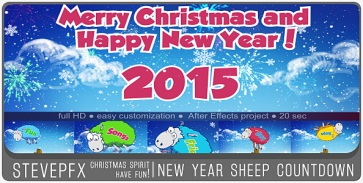 Merry Christmas and
Happy New Year!
2015
full HD • easy customization • After Effects project • 20 sec
STEVEPFX
CHRISTMAS SPIRIT
HAVE FUN!
NEW YEAR SHEEP COUNTDOWN